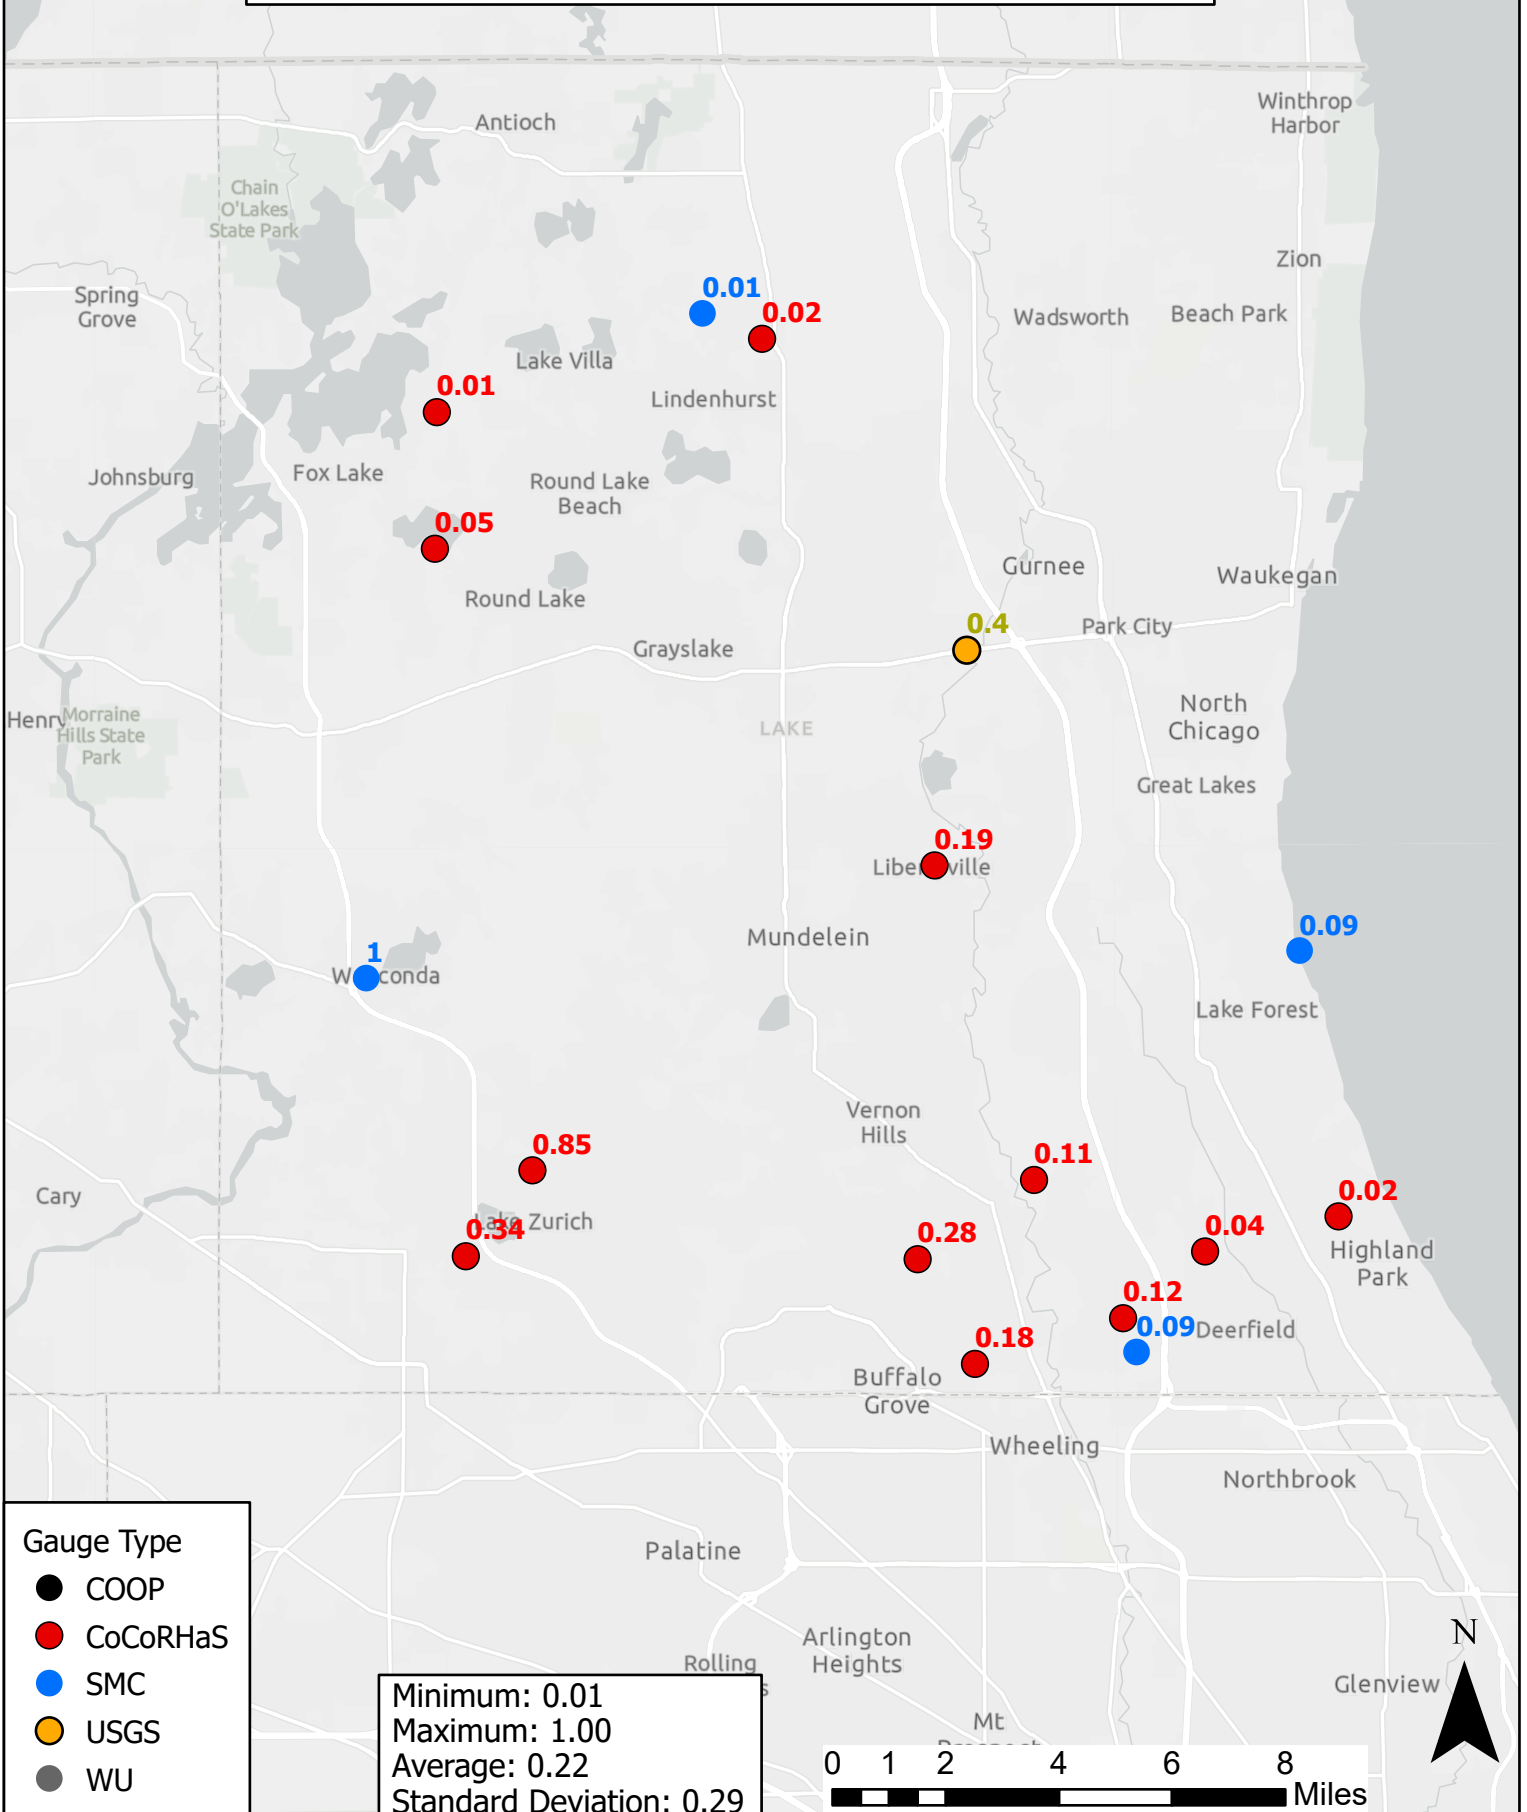 Winthrop
Harbor
Antioch
Chain
O'Lakes
State Park
Zion
Spring
Grove
0.01
0.02
Wadsworth
Beach Park
Lake Villa
0.01
Lindenhurst
Johnsburg
Fox Lake
Round Lake
Beach
0.05
Gurnee
Waukegan
Round Lake
0.4
Park City
Grayslake
Henry
Morraine
Hills State
Park
LAKE
North
Chicago
Great Lakes
0.19
0.09
Mundelein
1
Lake Forest
Vernon
Hills
0.85
0.11
Cary
0.02
Lake Zurich
0.34
0.28
0.04
Highland
Park
0.12
0.09
Deerfield
0.18
Buffalo
Grove
Wheeling
Northbrook
Palatine
Arlington
Heights
Rolling
Glenview
Mt
Gauge Type
COOP
CoCoRHaS
SMC
USGS
WU
Minimum: 0.01
Maximum: 1.00
Average: 0.22
Standard Deviation: 0.29
N
0 1 2 4 6 8
Miles